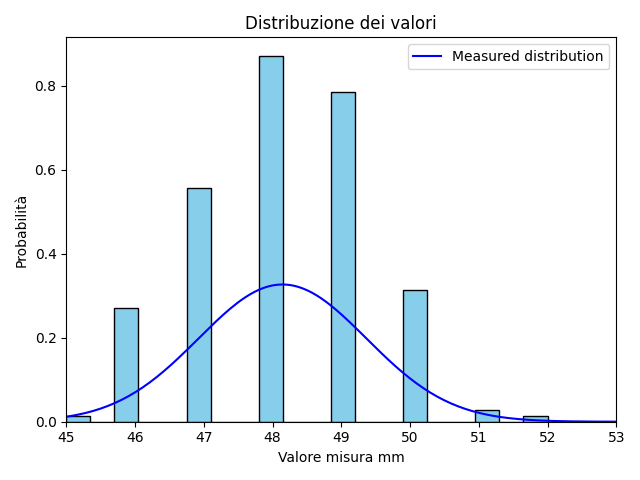 Distribuzione dei valori
Measured distribution
Probabilità
0.8
0.6
0.4
0.2
0.0
45 46 47 48 49 50 51 52 53
Valore misura mm